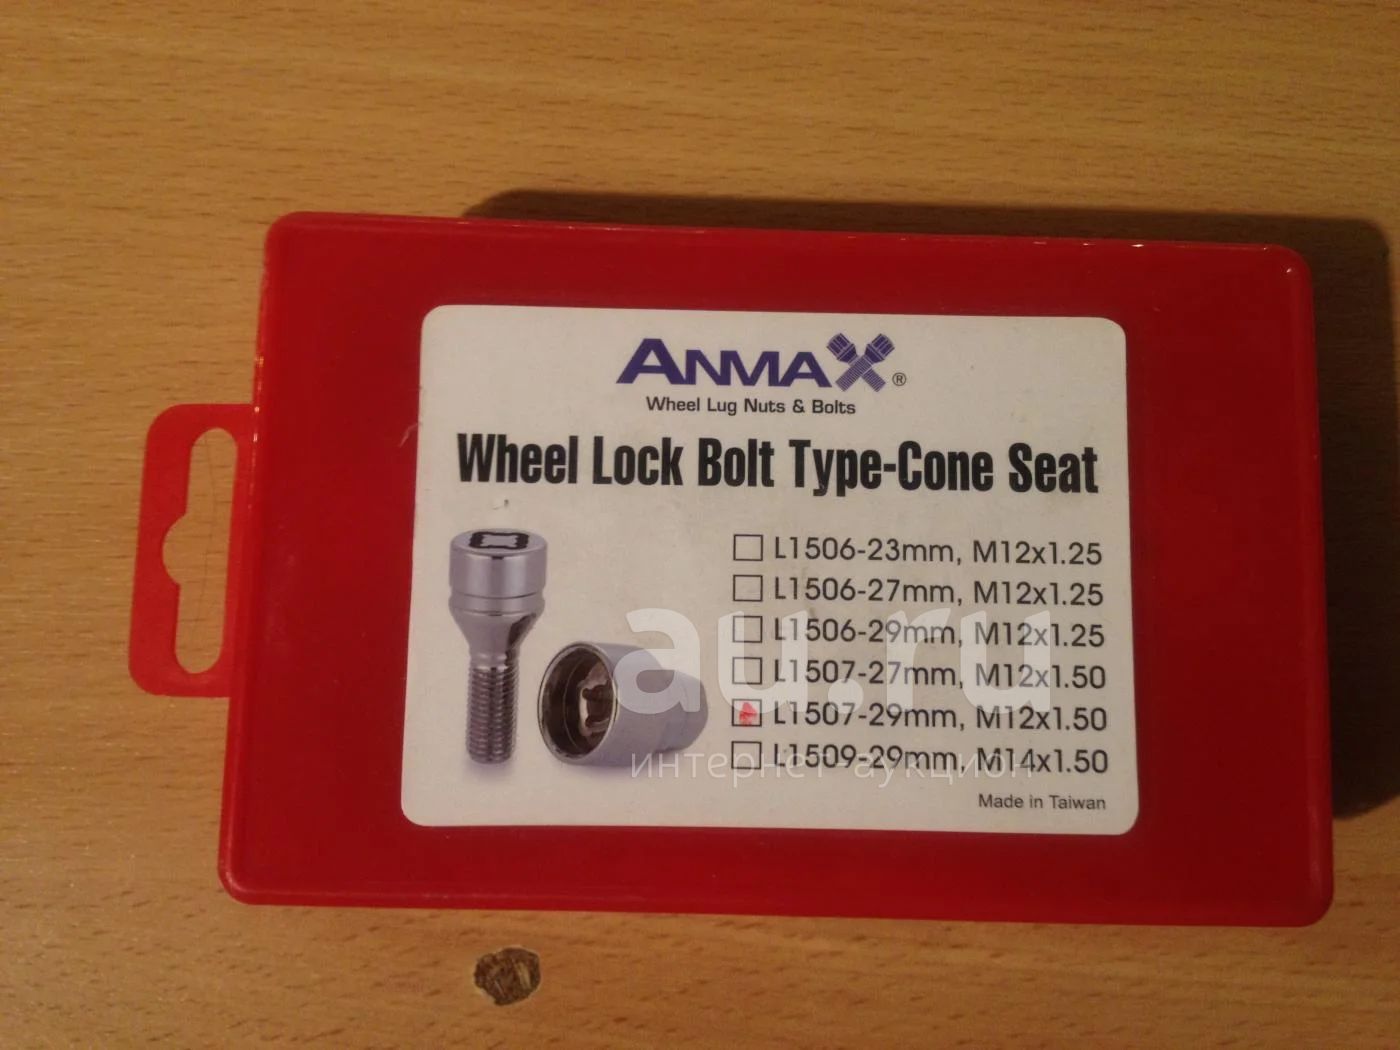 ANMAX®
Wheel Lug Nuts & Bolts
Wheel Lock Bolt Type-Cone Seat
L1506-23mm, M12x1.25
L1506-27mm, M12x1.25
L1506-29mm, M12x1.25
L1507-27mm, M12x1.50
L1507-29mm, M12x1.50
L1509-29mm, M14x1.50
Made in Taiwan
au.ru
интернет-аукцион